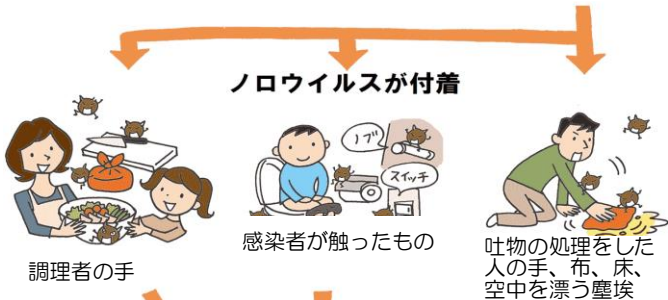 ノロウイルスが付着
ノブ
スイッチ
調理者の手
感染者が触ったもの
吐物の処理をした
人の手、布、床、
空中を漂う塵埃